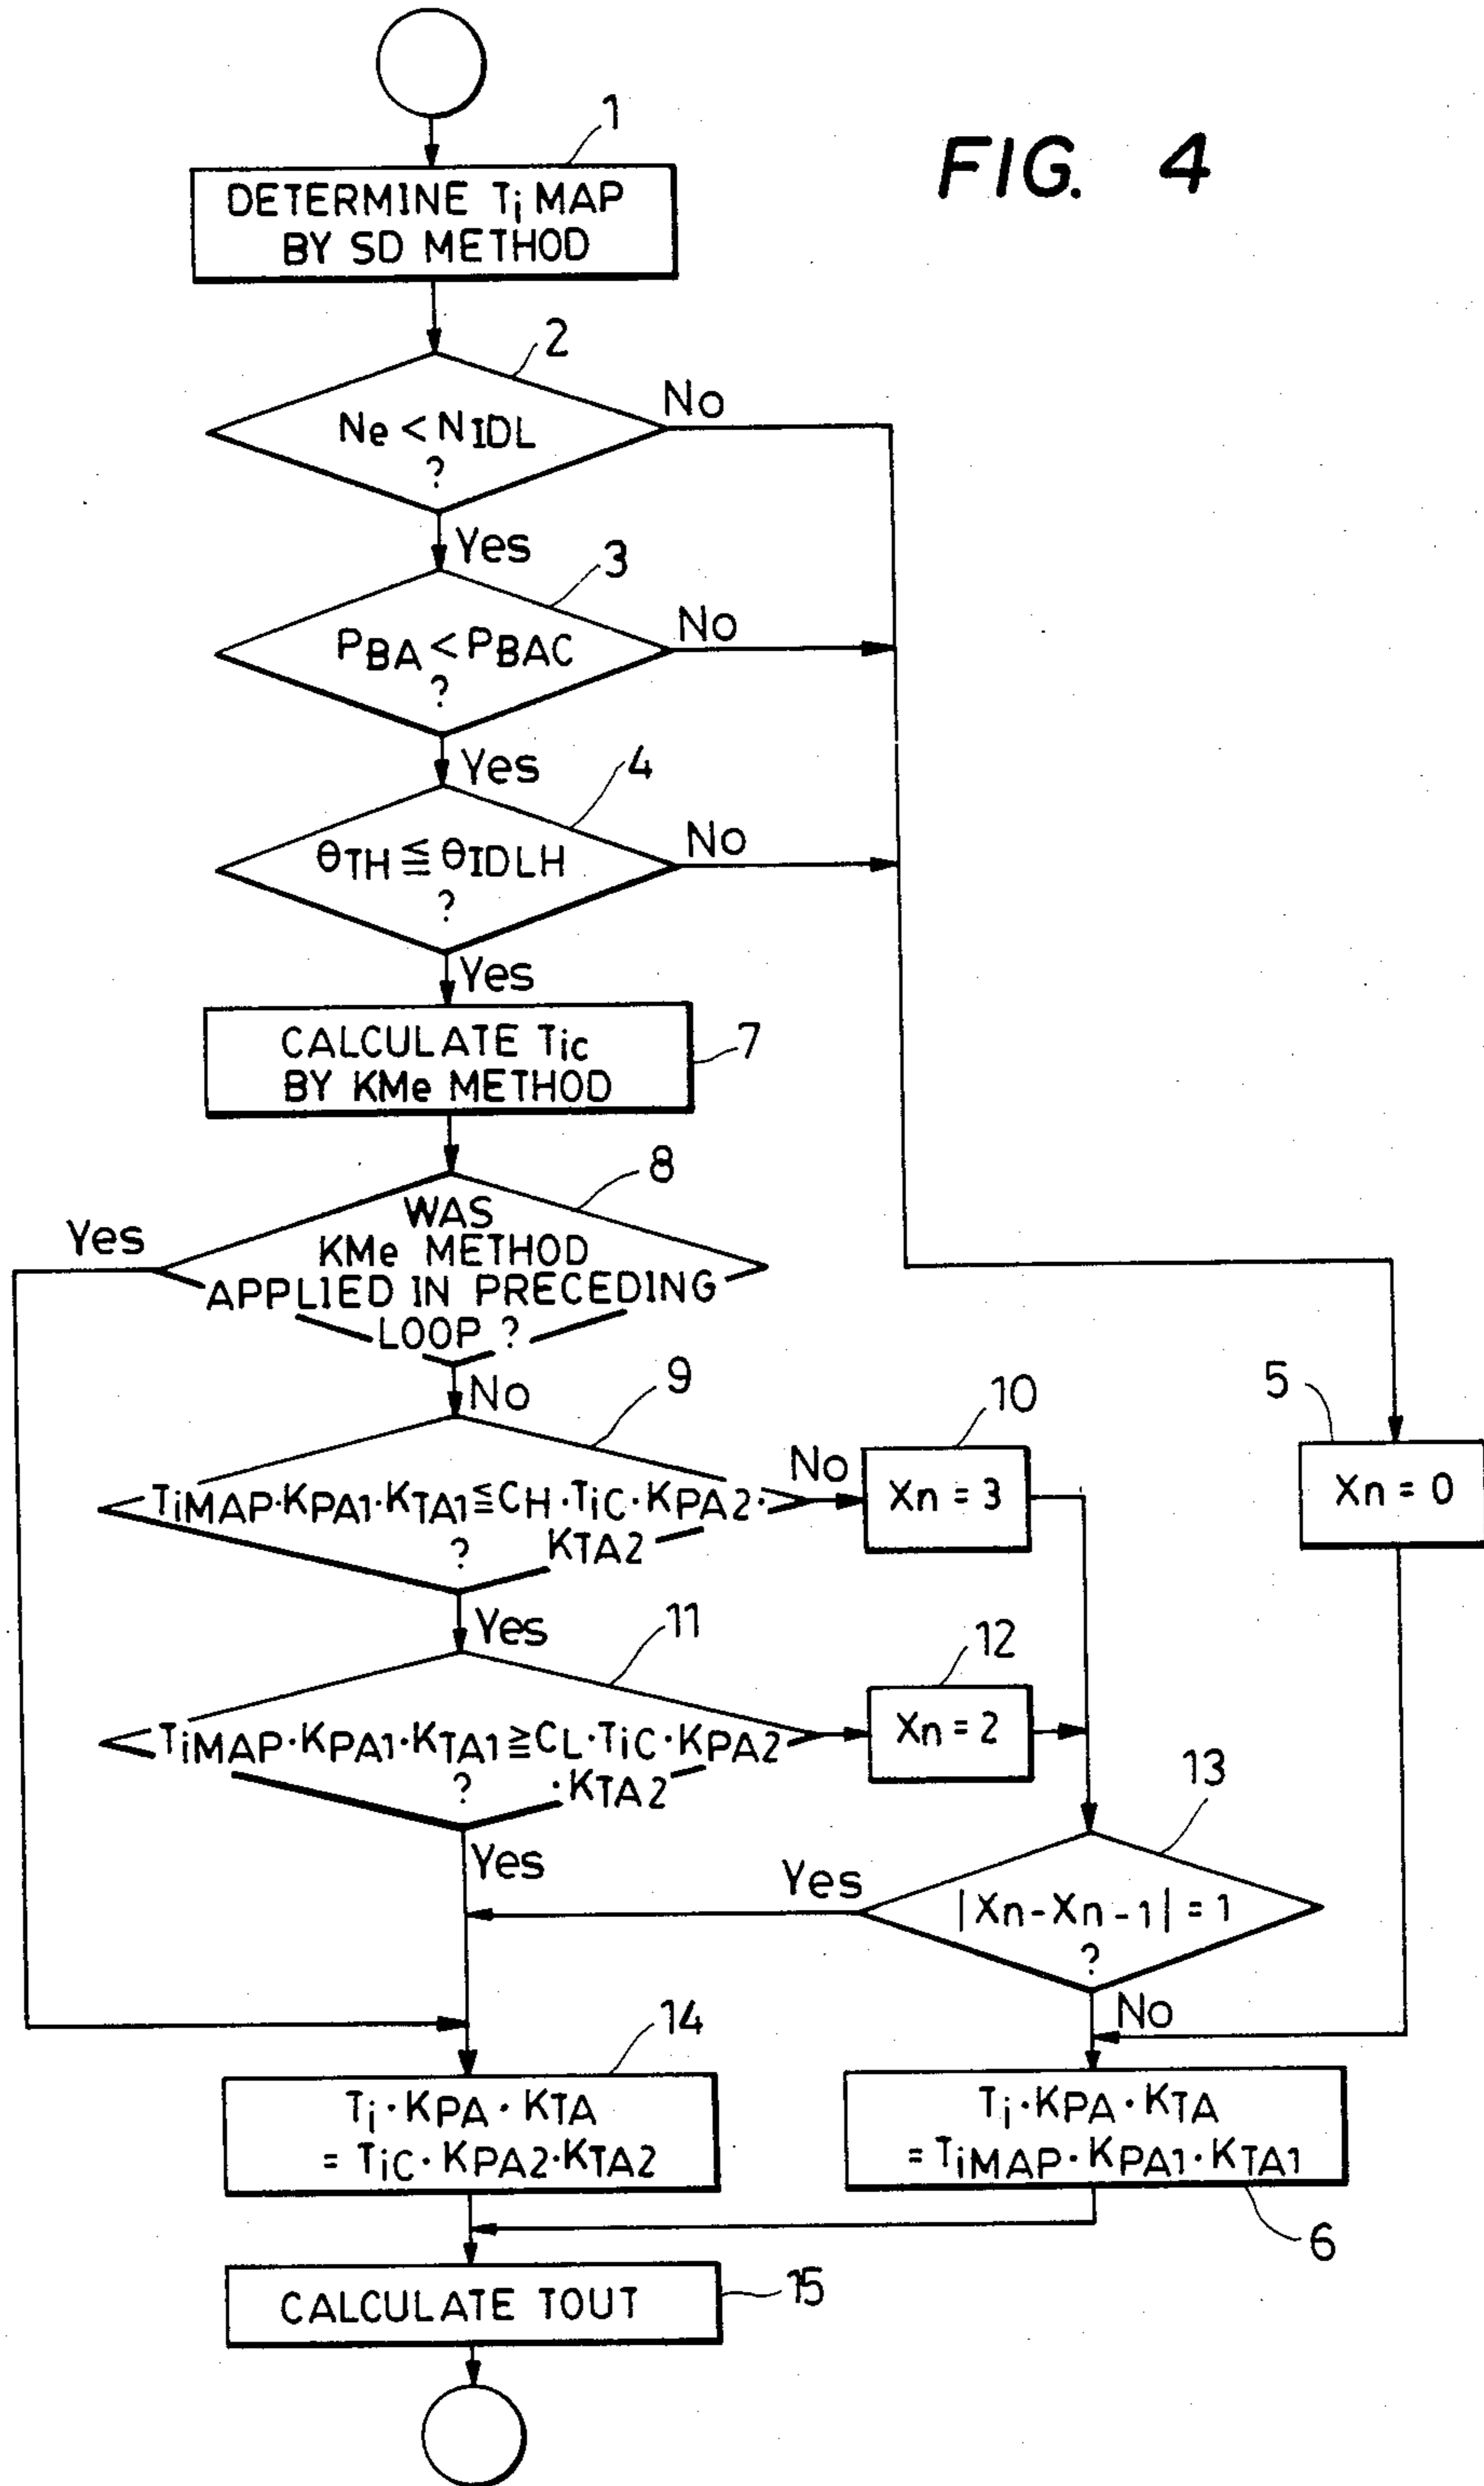 FIG. 4
1
DETERMINE Ti MAP
BY SD METHOD
2
Ne < NIDL
?
No
Yes
3
PBA < PBAC
?
No
Yes
4
θTH ≦ θIDLH
?
No
Yes
CALCULATE Tic
BY KMe METHOD
7
8
Yes
WAS
KMe METHOD
APPLIED IN PRECEDING
LOOP ?
No
9
TiMAP·KPA1·KTA1≦CH·TiC·KPA2·
KTA2
?
No
10
Xn = 3
5
Xn = 0
Yes
11
TiMAP·KPA1·KTA1≧CL·TiC·KPA2
·KTA2
?
12
Xn = 2
13
Yes
Yes
|Xn-Xn-1| = 1
?
No
14
Ti·KPA·KTA
= TiC·KPA2·KTA2
Ti·KPA·KTA
= TiMAP·KPA1·KTA1
6
CALCULATE TOUT
15